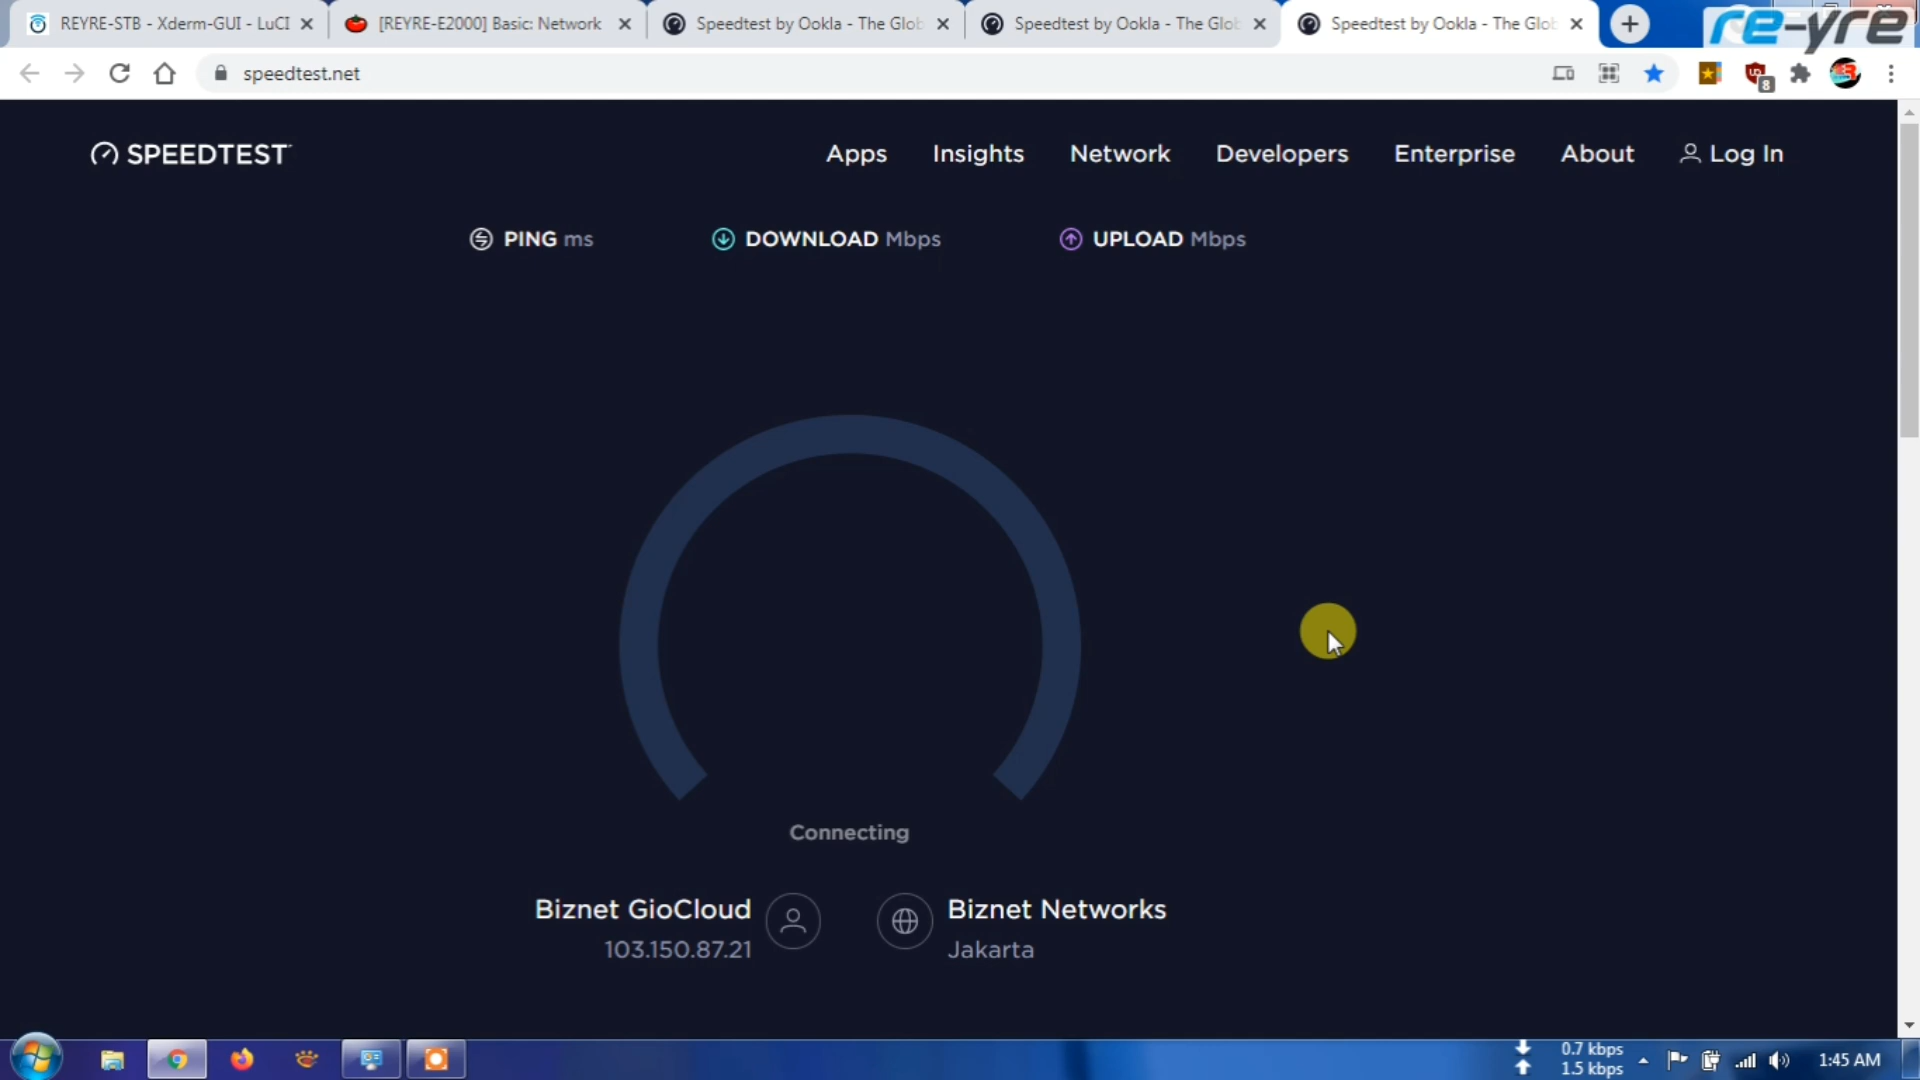 REYRE-STB - Xderm-GUI - LuCI
[REYRE-E2000] Basic: Network
Speedtest by Ookla - The Glob
Speedtest by Ookla - The Glob
Speedtest by Ookla - The Glob
re-yre
speedtest.net
8
SPEEDTEST
Apps
Insights
Network
Developers
Enterprise
About
Log In
PING ms
DOWNLOAD Mbps
UPLOAD Mbps
Connecting
Biznet GioCloud
103.150.87.21
Biznet Networks
Jakarta
0.7 kbps
1.5 kbps
1:45 AM